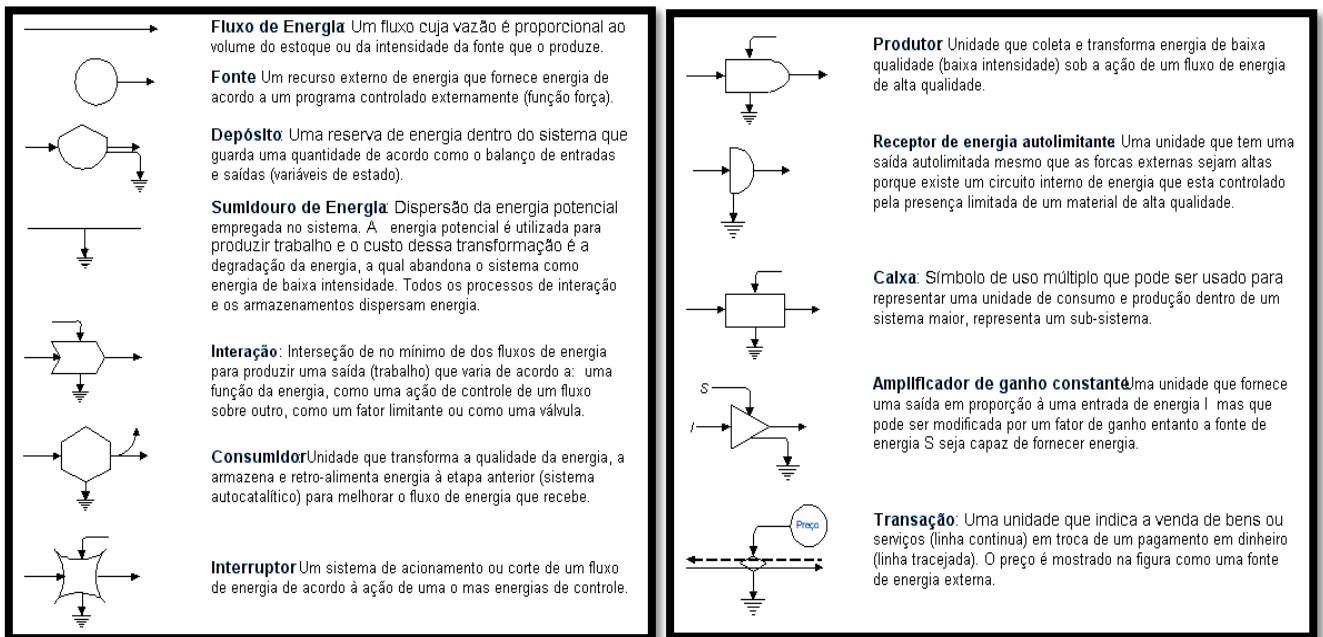 Fluxo de Energia: Um fluxo cuja vazão é proporcional ao
volume do estoque ou da intensidade da fonte que o produze.
Fonte Um recurso externo de energia que fornece energia de
acordo a um programa controlado externamente (função força).
Depósito: Uma reserva de energia dentro do sistema que
guarda uma quantidade de acordo como o balanço de entradas
e saídas (variáveis de estado).
Sumidouro de Energia: Dispersão da energia potencial
empregada no sistema. A energia potencial é utilizada para
produzir trabalho e o custo dessa transformação é a
degradação da energia, a qual abandona o sistema como
energia de baixa intensidade. Todos os processos de interação
e os armazenamentos dispersam energia.
Interação: Interseção de no mínimo de dos fluxos de energia
para produzir uma saída (trabalho) que varia de acordo a: uma
função da energia, como uma ação de controle de um fluxo
sobre outro, como um fator limitante ou como uma válvula.
Consumidor Unidade que transforma a qualidade da energia, a
armazena e retro-alimenta energia à etapa anterior (sistema
autocatalítico) para melhorar o fluxo de energia que recebe.
Interruptor Um sistema de acionamento ou corte de um fluxo
de energia de acordo à ação de uma o mas energias de controle.
Produtor Unidade que coleta e transforma energia de baixa
qualidade (baixa intensidade) sob a ação de um fluxo de energia
de alta qualidade.
Receptor de energia autolimitante: Uma unidade que tem uma
saída autolimitada mesmo que as forcas externas sejam altas
porque existe um circuito interno de energia que esta controlado
pela presença limitada de um material de alta qualidade.
Caixa: Símbolo de uso múltiplo que pode ser usado para
representar uma unidade de consumo e produção dentro de um
sistema maior, representa um sub-sistema.
S
I
Amplificador de ganho constante Uma unidade que fornece
uma saída em proporção à uma entrada de energia I mas que
pode ser modificada por um fator de ganho entanto a fonte de
energia S seja capaz de fornecer energia.
Preço
Transação: Uma unidade que indica a venda de bens ou
serviços (linha continua) em troca de um pagamento em dinheiro
(linha tracejada). O preço é mostrado na figura como uma fonte
de energia externa.